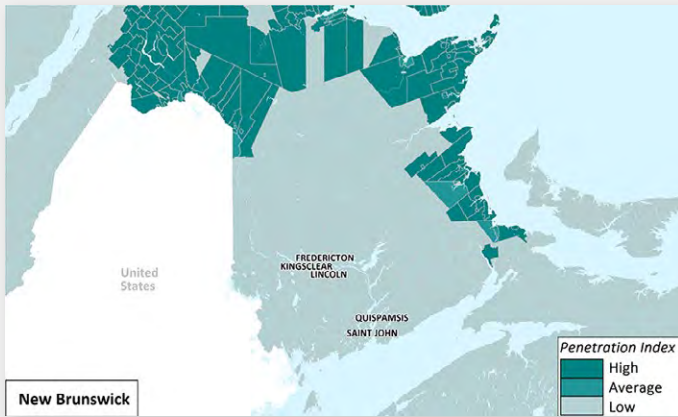 FREDERICTON
KINGSCLEAR
LINCOLN
United
States
QUISPAMSIS
SAINT JOHN
Penetration Index
High
Average
Low
New Brunswick